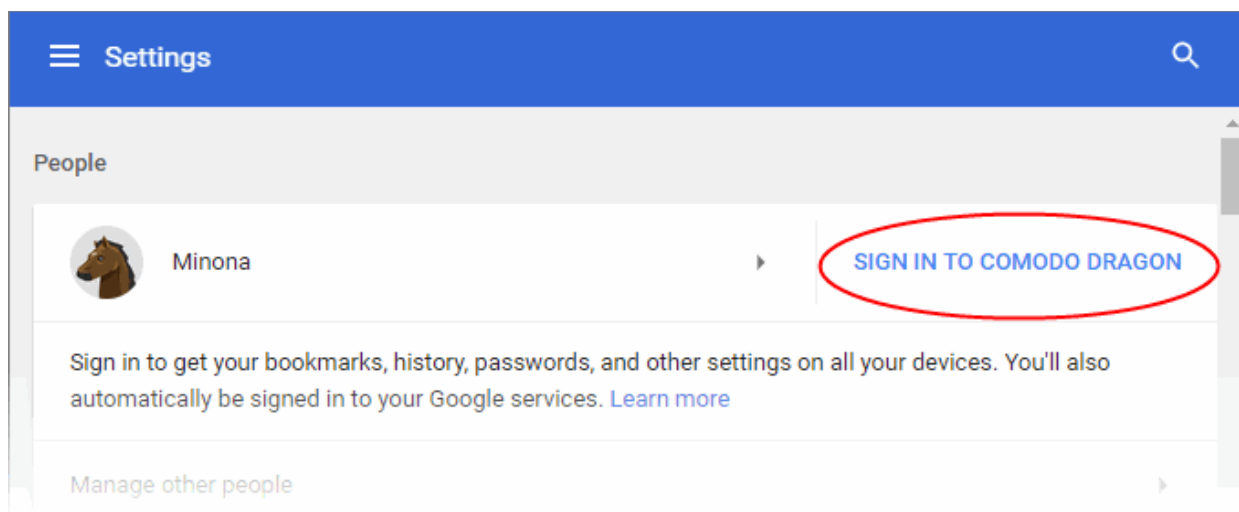 Settings
People
Minona
SIGN IN TO COMODO DRAGON
Sign in to get your bookmarks, history, passwords, and other settings on all your devices. You'll also
automatically be signed in to your Google services. Learn more
Manage other people